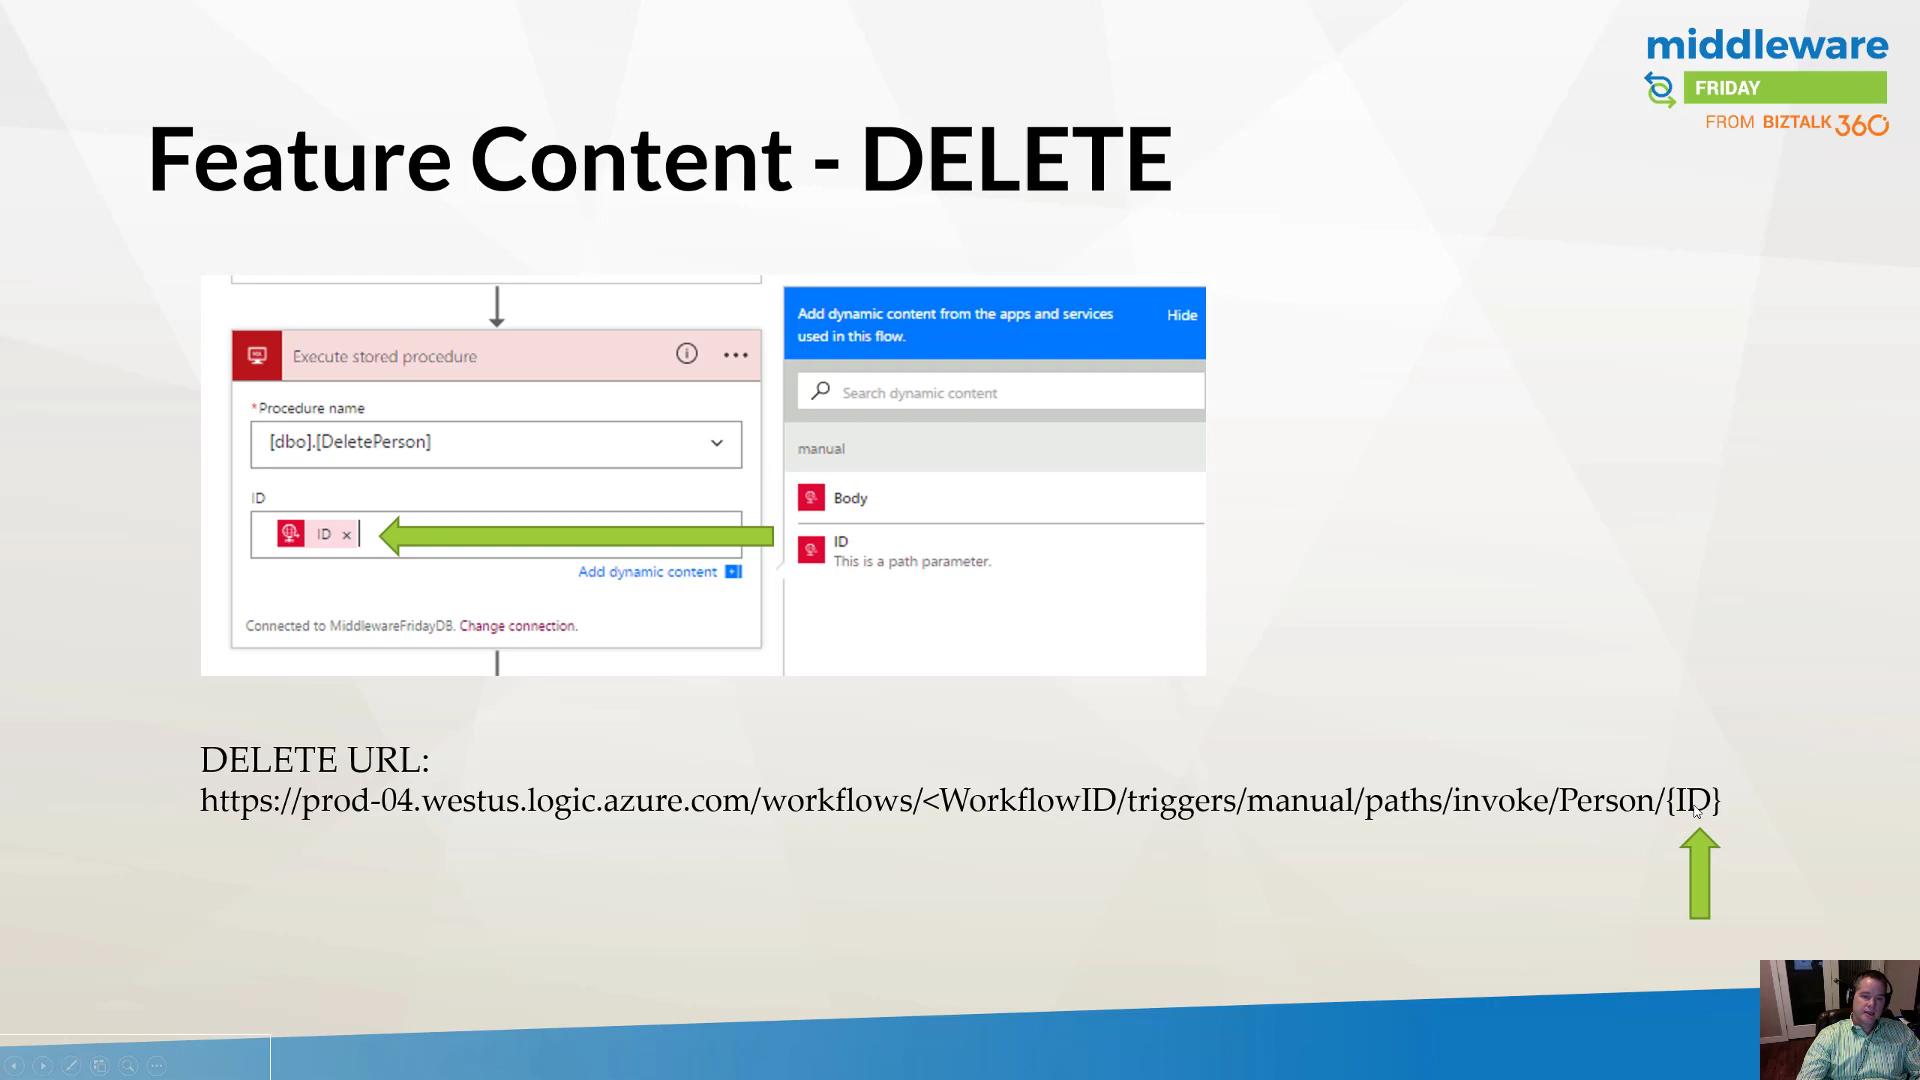 middleware
FRIDAY
FROM BIZTALK 360
Feature Content - DELETE
Execute stored procedure
*Procedure name
[dbo].[DeletePerson]
ID
ID ×
Add dynamic content
Connected to MiddlewareFridayDB. Change connection.
Add dynamic content from the apps and services
used in this flow.
Hide
Search dynamic content
manual
Body
ID
This is a path parameter.
DELETE URL:
https://prod-04.westus.logic.azure.com/workflows/<WorkflowID/triggers/manual/paths/invoke/Person/{ID}